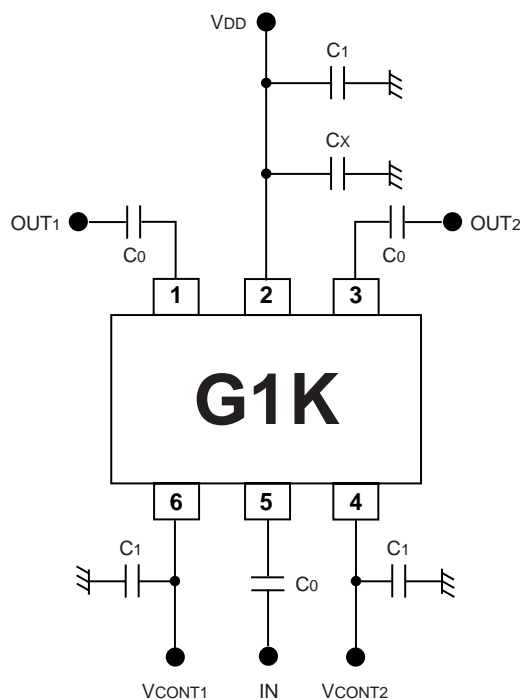 VDD
C1
CX
OUT1
C0
C0
OUT2
1 2 3
G1K
6 5 4
C1
C0
C1
VCONT1 IN VCONT2